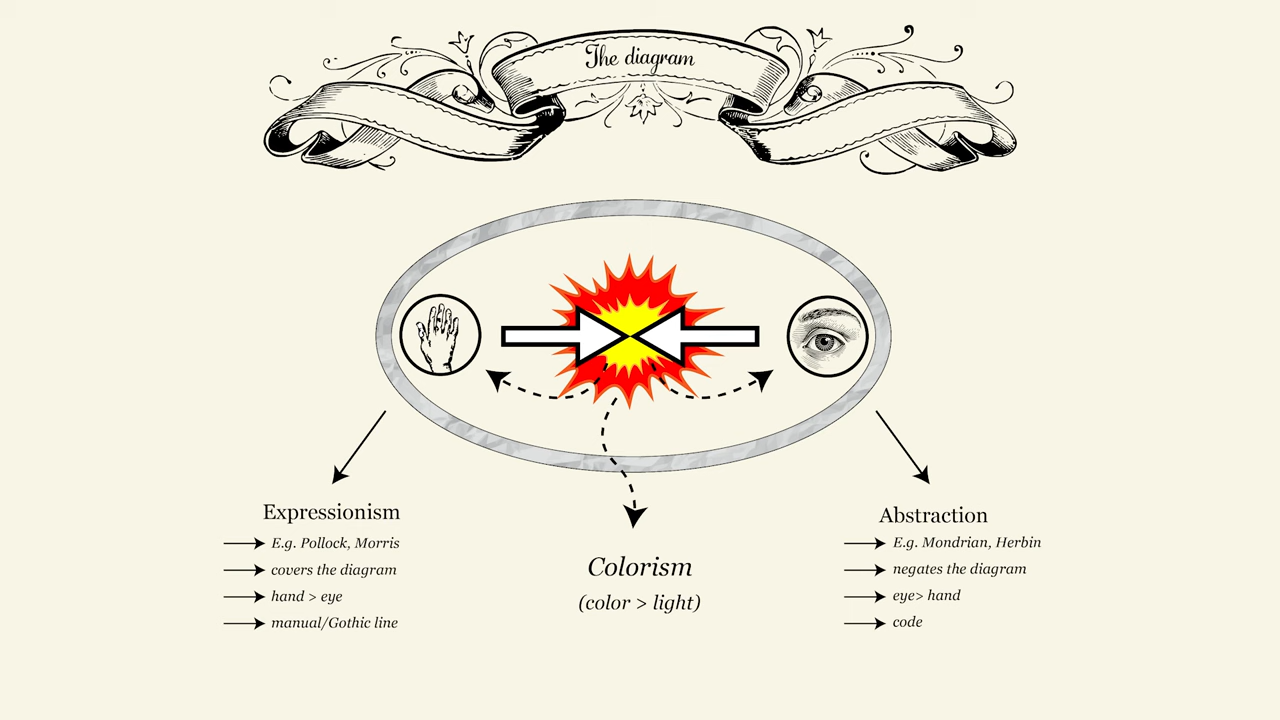 The diagram
Expressionism
E.g. Pollock, Morris
covers the diagram
hand > eye
manual/Gothic line
Colorism
(color > light)
Abstraction
E.g. Mondrian, Herbin
negates the diagram
eye> hand
code